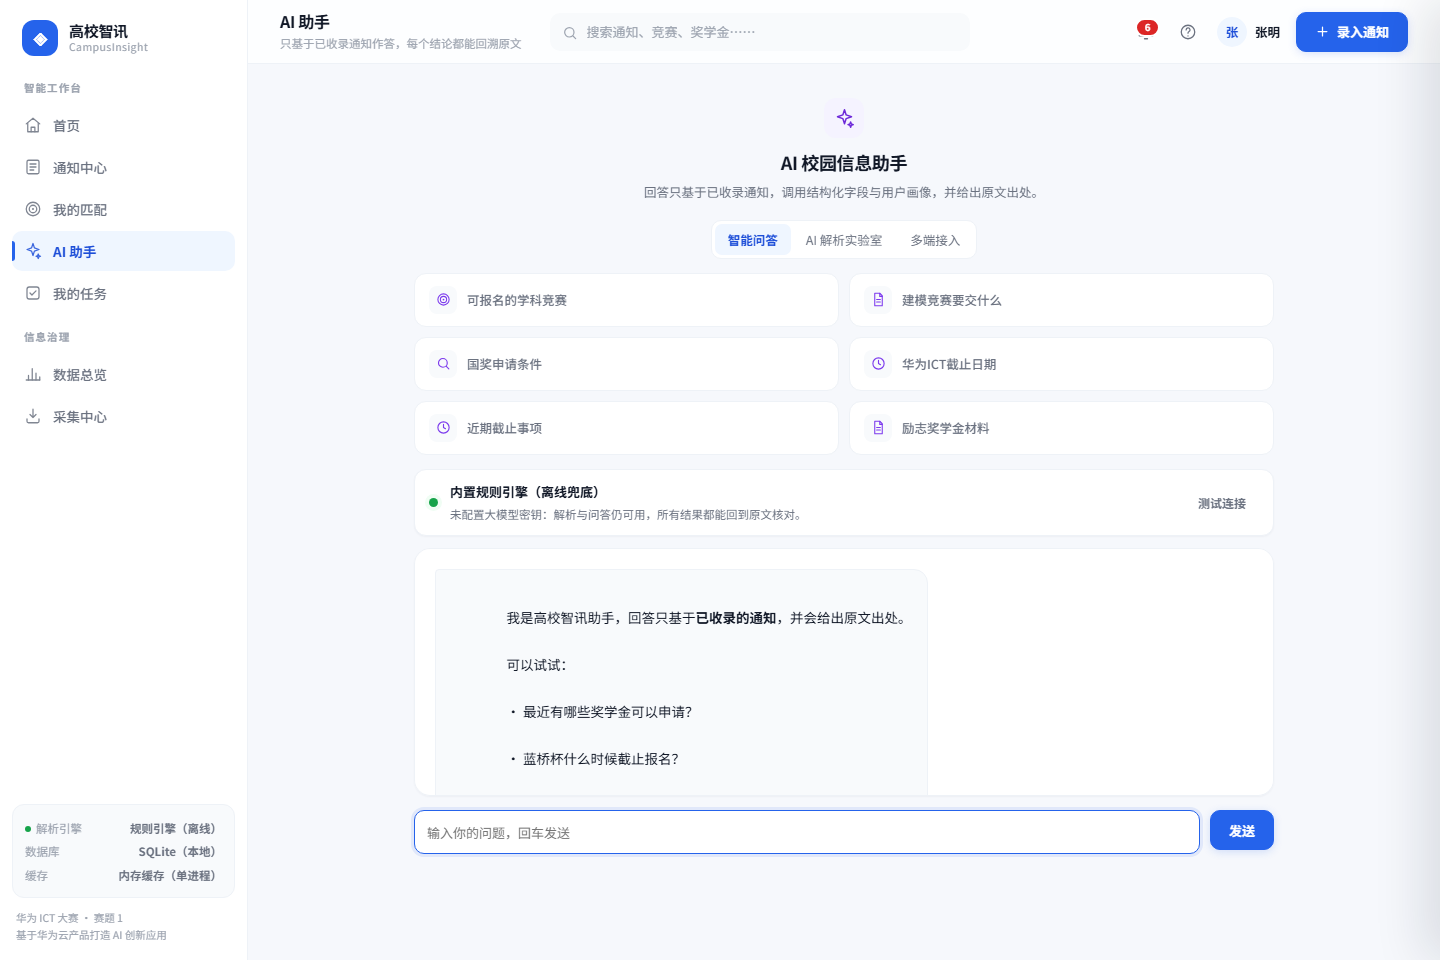 高校智讯
CampusInsight
智能工作台
首页
通知中心
我的匹配
AI 助手
我的任务
信息治理
数据总览
采集中心
解析引擎 规则引擎（离线）
数据库 SQLite（本地）
缓存 内存缓存（单进程）
华为 ICT 大赛 · 赛题 1
基于华为云产品打造 AI 创新应用
AI 助手
只基于已收录通知作答，每个结论都能回溯原文
搜索通知、竞赛、奖学金……
6
张 张明
录入通知
AI 校园信息助手
回答只基于已收录通知，调用结构化字段与用户画像，并给出原文出处。
智能问答 AI 解析实验室 多端接入
可报名的学科竞赛
建模竞赛要交什么
国奖申请条件
华为ICT截止日期
近期截止事项
励志奖学金材料
内置规则引擎（离线兜底）
未配置大模型密钥：解析与问答仍可用，所有结果都能回到原文核对。
测试连接
我是高校智讯助手，回答只基于已收录的通知，并会给出原文出处。
可以试试：
· 最近有哪些奖学金可以申请？
· 蓝桥杯什么时候截止报名？
输入你的问题，回车发送
发送